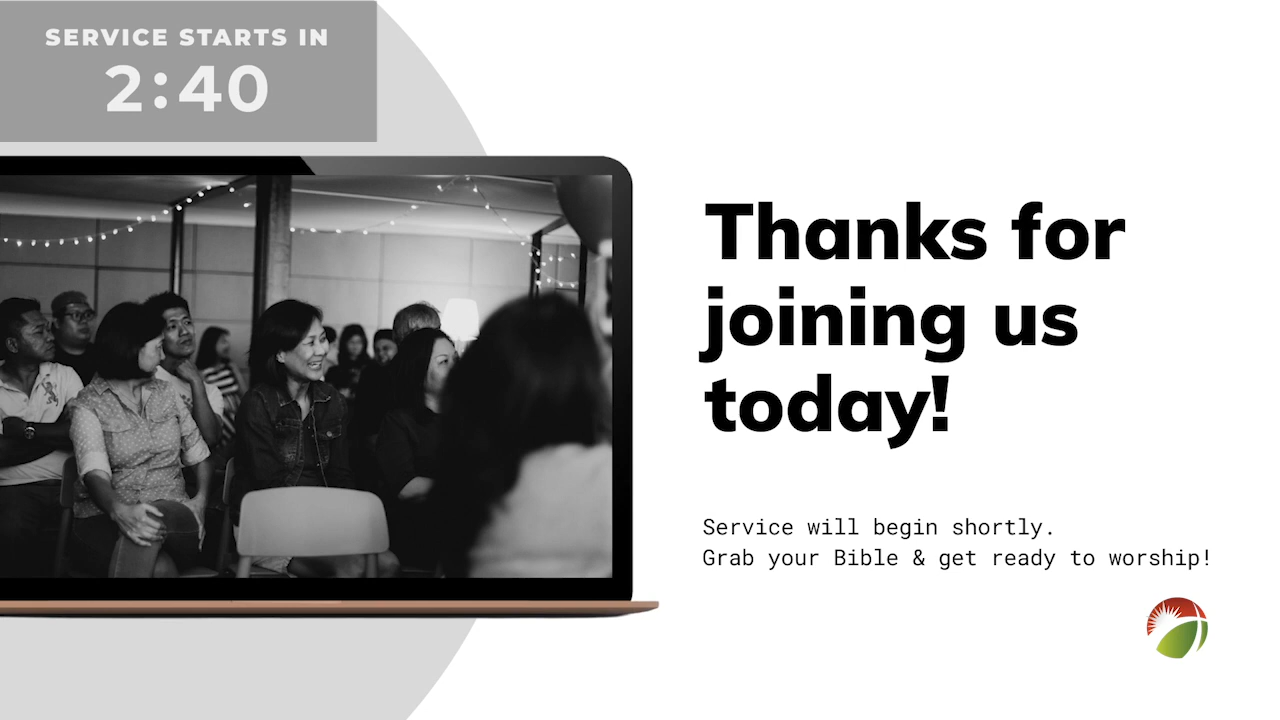 SERVICE STARTS IN
2:40
Thanks for
joining us
today!
Service will begin shortly.
Grab your Bible & get ready to worship!